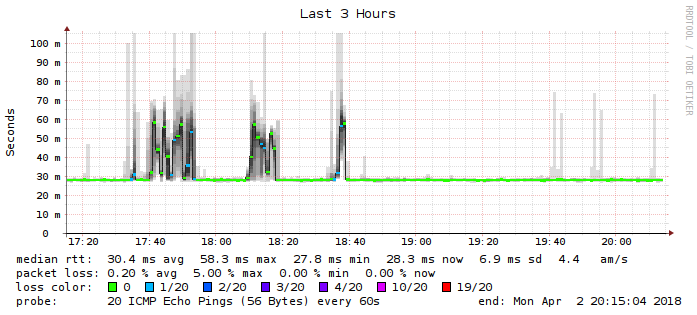 Last 3 Hours
RRDTOOL / TOBI OETIKER
Seconds
100 m
90 m
80 m
70 m
60 m
50 m
40 m
30 m
20 m
10 m
0
17:20 17:40 18:00 18:20 18:40 19:00 19:20 19:40 20:00
median rtt: 30.4 ms avg 58.3 ms max 27.8 ms min 28.3 ms now 6.9 ms sd 4.4 am/s
packet loss: 0.20 % avg 5.00 % max 0.00 % min 0.00 % now
loss color: 0 1/20 2/20 3/20 4/20 10/20 19/20
probe: 20 ICMP Echo Pings (56 Bytes) every 60s end: Mon Apr 2 20:15:04 2018